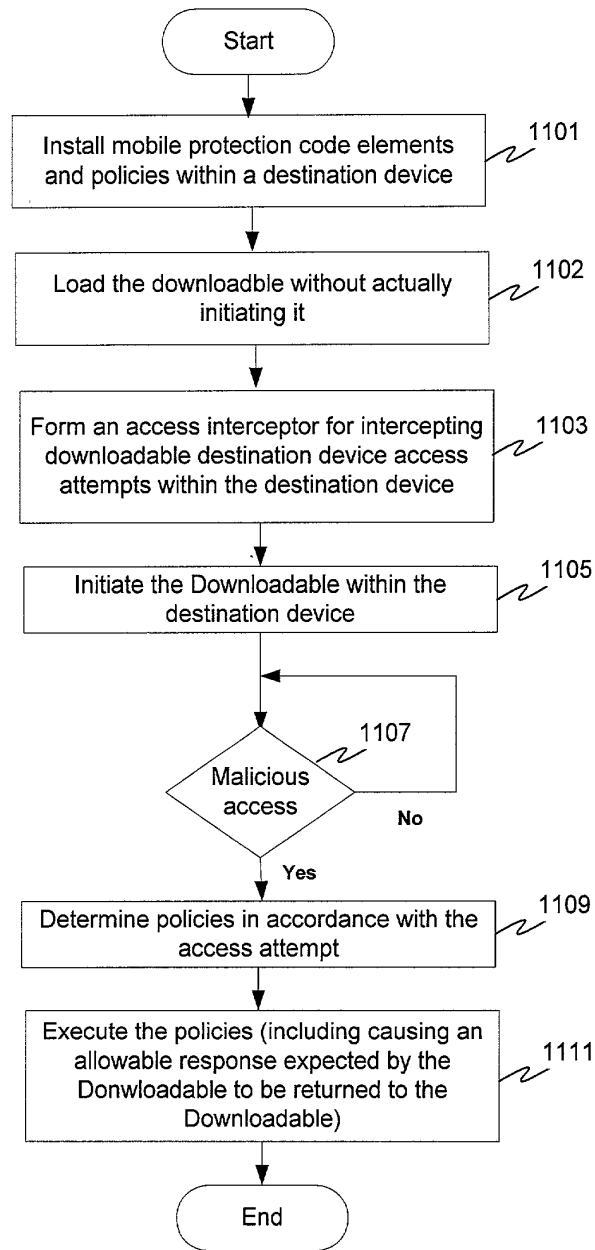 Start
Install mobile protection code elements
and policies within a destination device
1101
Load the downloadble without actually
initiating it
1102
Form an access interceptor for intercepting
downloadable destination device access
attempts within the destination device
1103
Initiate the Downloadable within the
destination device
1105
Malicious
access
1107
No
Yes
Determine policies in accordance with the
access attempt
1109
Execute the policies (including causing an
allowable response expected by the
Donwloadable to be returned to the
Downloadable)
1111
End